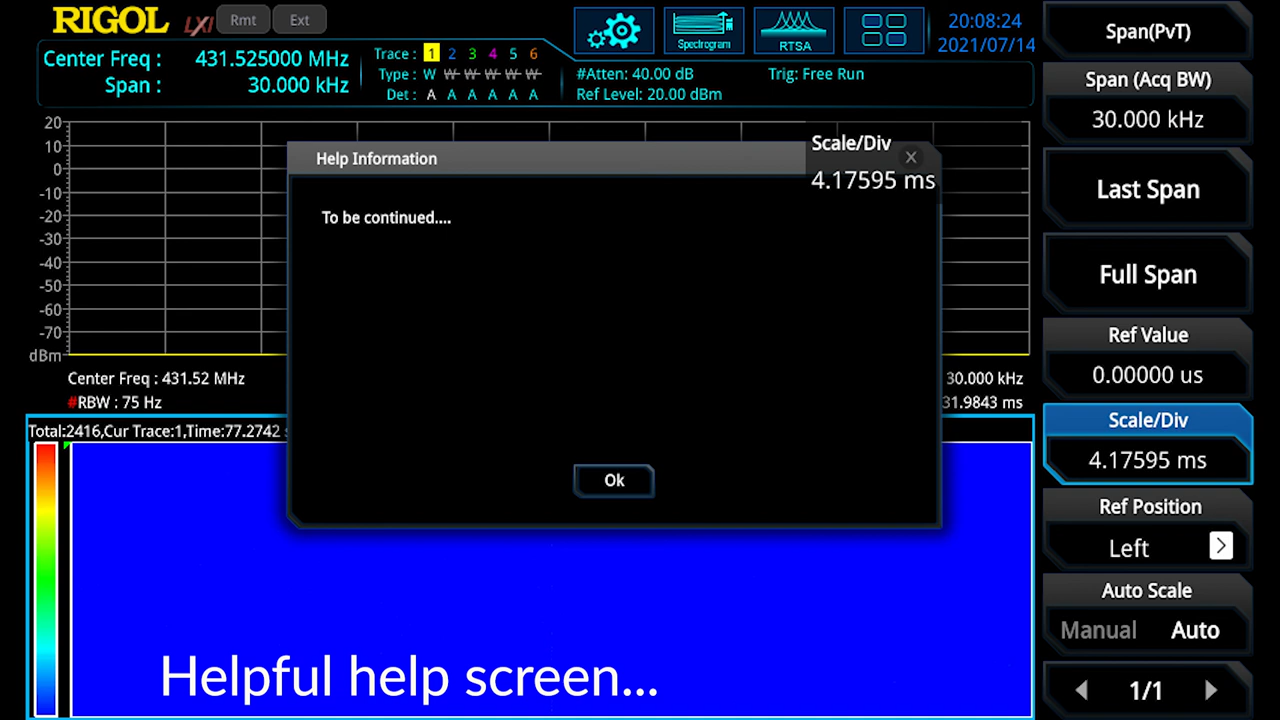 RIGOL LXI Rmt Ext
Spectrogram
RTSA
20:08:24
2021/07/14
Center Freq : 431.525000 MHz
Span : 30.000 kHz
Trace : 1 2 3 4 5 6
Type : W W W W W W
Det : A A A A A A
#Atten: 40.00 dB
Ref Level: 20.00 dBm
Trig: Free Run
20
10
0
-10
-20
-30
-40
-50
-60
-70
dBm
Help Information
Scale/Div
4.17595 ms
To be continued....
Ok
Center Freq : 431.52 MHz
30.000 kHz
#RBW : 75 Hz
31.9843 ms
Total:2416,Cur Trace:1,Time:77.2742 s
Helpful help screen...
Span(PvT)
Span (Acq BW)
30.000 kHz
Last Span
Full Span
Ref Value
0.00000 us
Scale/Div
4.17595 ms
Ref Position
Left
Auto Scale
Manual Auto
1/1